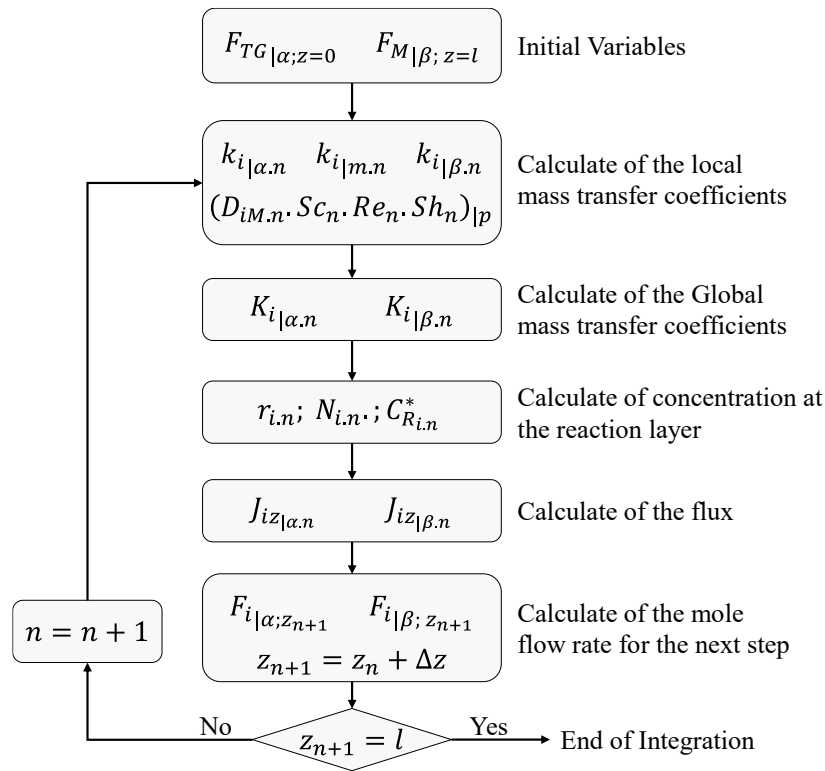 F_{TG|α;z=0} F_{M|β; z=l} Initial Variables
k_{i|α.n} k_{i|m.n} k_{i|β.n}
(D_{iM.n}. Sc_n. Re_n. Sh_n)_{|p}
Calculate of the local
mass transfer coefficients
K_{i|α.n} K_{i|β.n}
Calculate of the Global
mass transfer coefficients
r_{i.n}; N_{i.n}. ; C^*_{R_{i.n}}
Calculate of concentration at
the reaction layer
J_{iz|α.n} J_{iz|β.n} Calculate of the flux
F_{i|α;z_{n+1}} F_{i|β; z_{n+1}}
z_{n+1} = z_n + Δz
Calculate of the mole
flow rate for the next step
n = n + 1
No
z_{n+1} = l
Yes
End of Integration